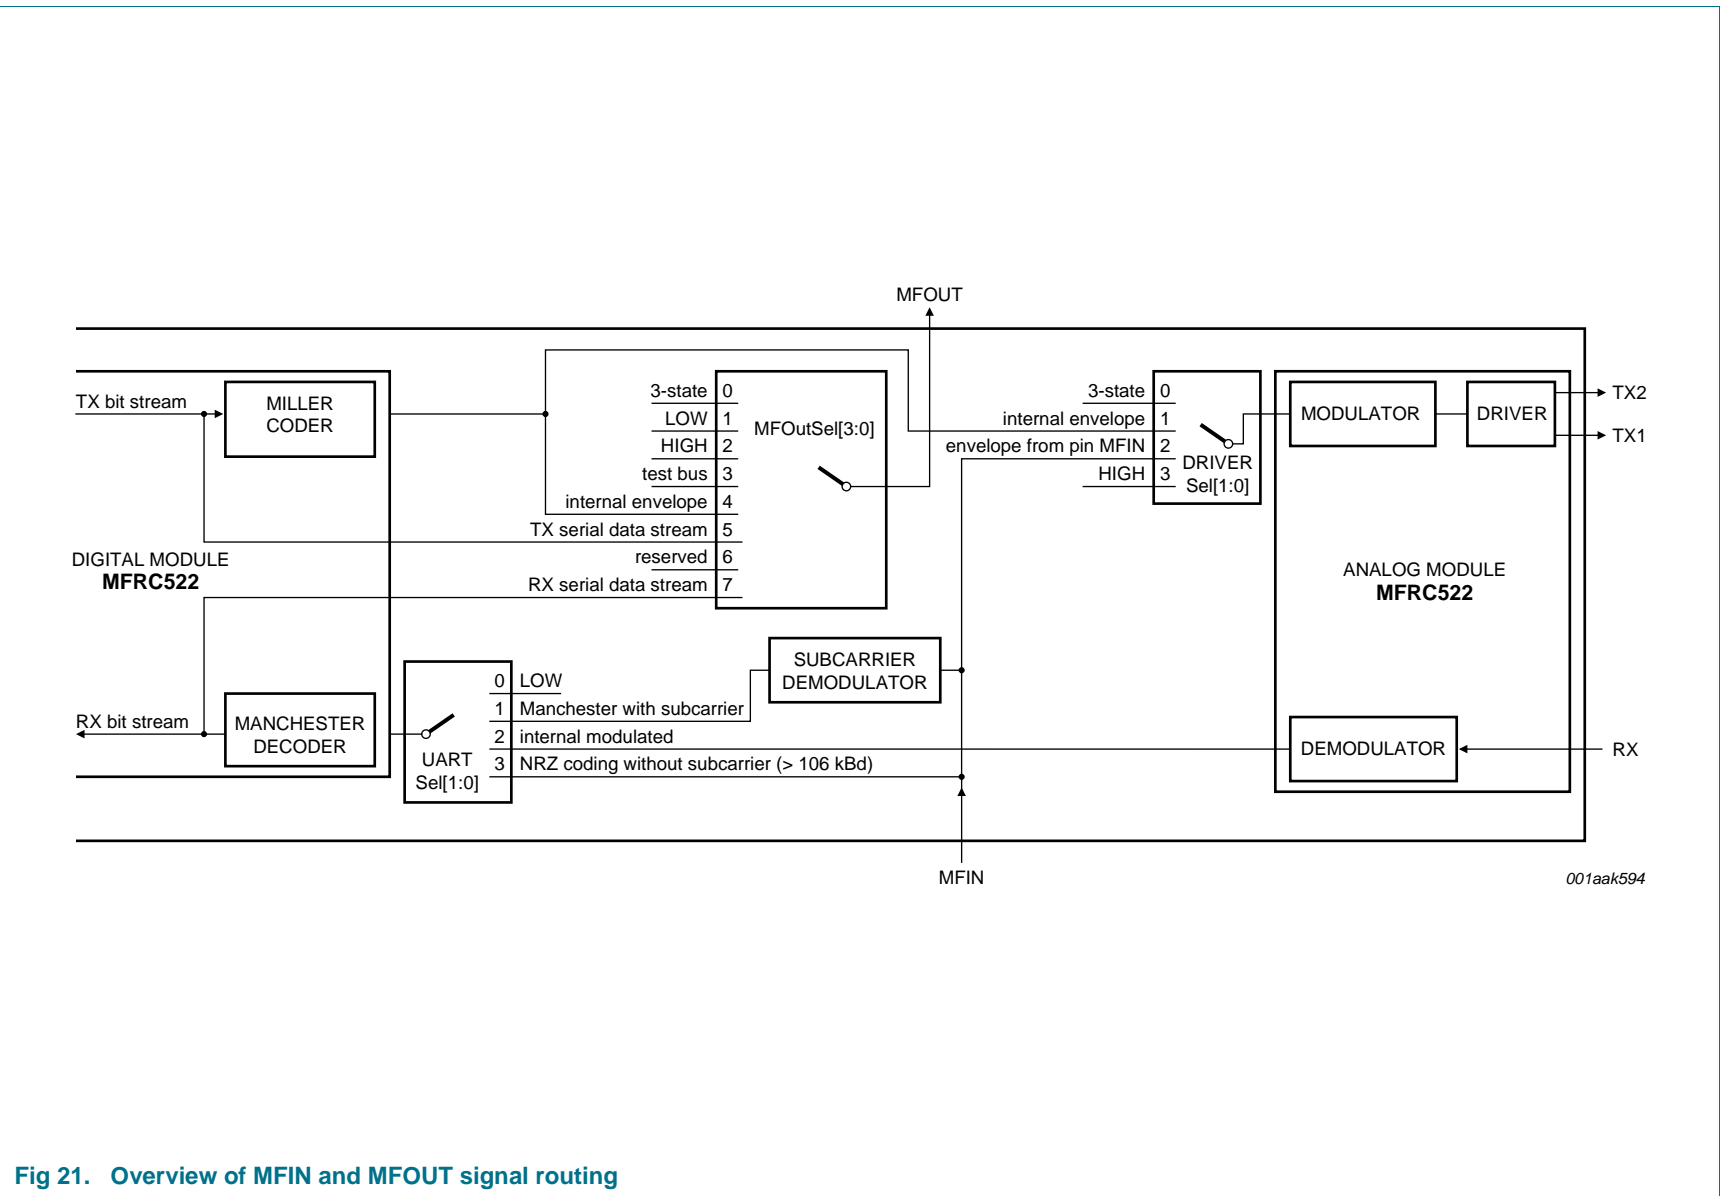 MFOUT
TX bit stream
MILLER
CODER
3-state 0
LOW 1
HIGH 2
test bus 3
internal envelope 4
TX serial data stream 5
reserved 6
RX serial data stream 7
MFOutSel[3:0]
3-state 0
internal envelope 1
envelope from pin MFIN 2
HIGH 3
DRIVER
Sel[1:0]
MODULATOR
DRIVER
TX2
TX1
DIGITAL MODULE
MFRC522
ANALOG MODULE
MFRC522
SUBCARRIER
DEMODULATOR
RX bit stream
MANCHESTER
DECODER
UART
Sel[1:0]
0 LOW
1 Manchester with subcarrier
2 internal modulated
3 NRZ coding without subcarrier (> 106 kBd)
DEMODULATOR
RX
MFIN
001aak594
Fig 21. Overview of MFIN and MFOUT signal routing